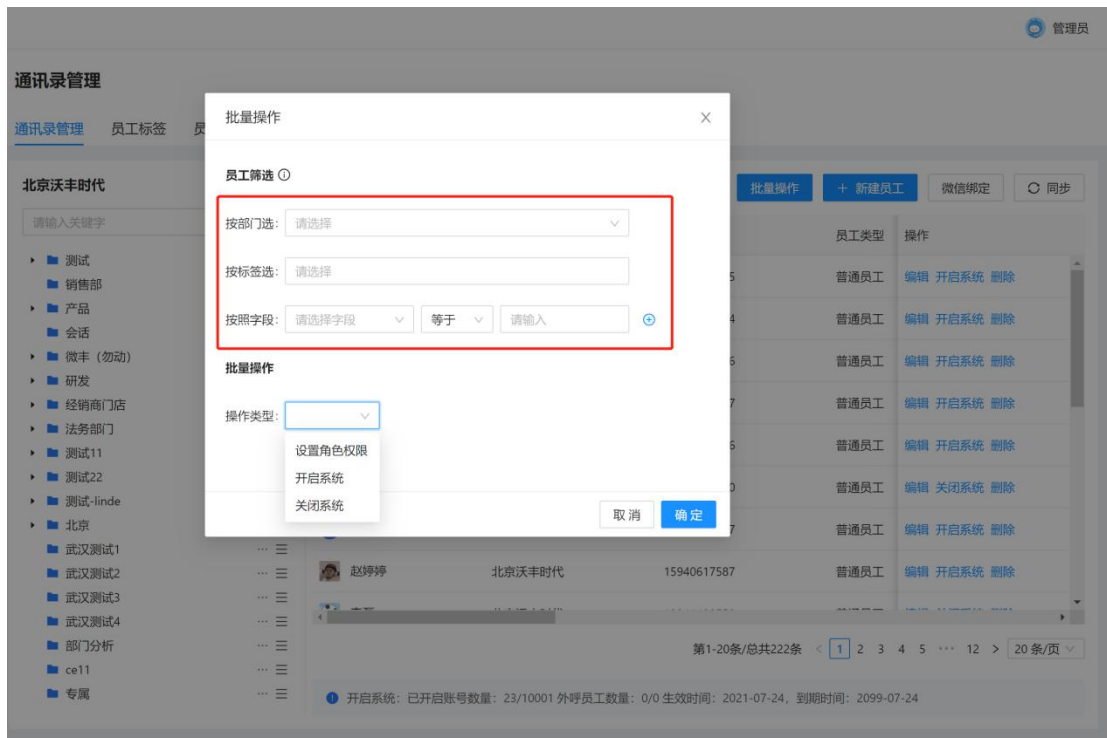 管理员
通讯录管理
通讯录管理 员工标签 员
北京沃丰时代
请输入关键字
测试
销售部
产品
会话
微丰（勿动）
研发
经销商门店
法务部门
测试11
测试22
测试-linde
北京
武汉测试1
武汉测试2
武汉测试3
武汉测试4
部门分析
ce11
专属
批量操作
员工筛选
按部门选： 请选择
按标签选： 请选择
按照字段： 请选择字段 等于 请输入
批量操作
操作类型：
设置角色权限
开启系统
关闭系统
取消 确定
批量操作 + 新建员工 微信绑定 同步
员工类型 操作
5 普通员工 编辑 开启系统 删除
4 普通员工 编辑 开启系统 删除
6 普通员工 编辑 开启系统 删除
7 普通员工 编辑 开启系统 删除
6 普通员工 编辑 开启系统 删除
0 普通员工 编辑 关闭系统 删除
7 普通员工 编辑 开启系统 删除
赵婷婷 北京沃丰时代 15940617587 普通员工 编辑 开启系统 删除
第1-20条/总共222条 < 1 2 3 4 5 ··· 12 > 20 条/页
开启系统：已开启账号数量：23/10001 外呼员工数量：0/0 生效时间：2021-07-24，到期时间：2099-07-24